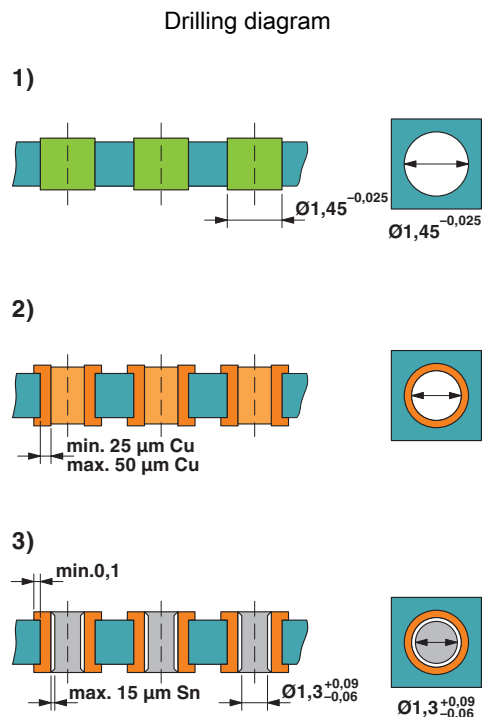 Drilling diagram
1)
Ø1,45 −0,025
Ø1,45 −0,025
2)
min. 25 µm Cu
max. 50 µm Cu
3)
min.0,1
max. 15 µm Sn
Ø1,3 +0,09 −0,06
Ø1,3 +0,09 −0,06